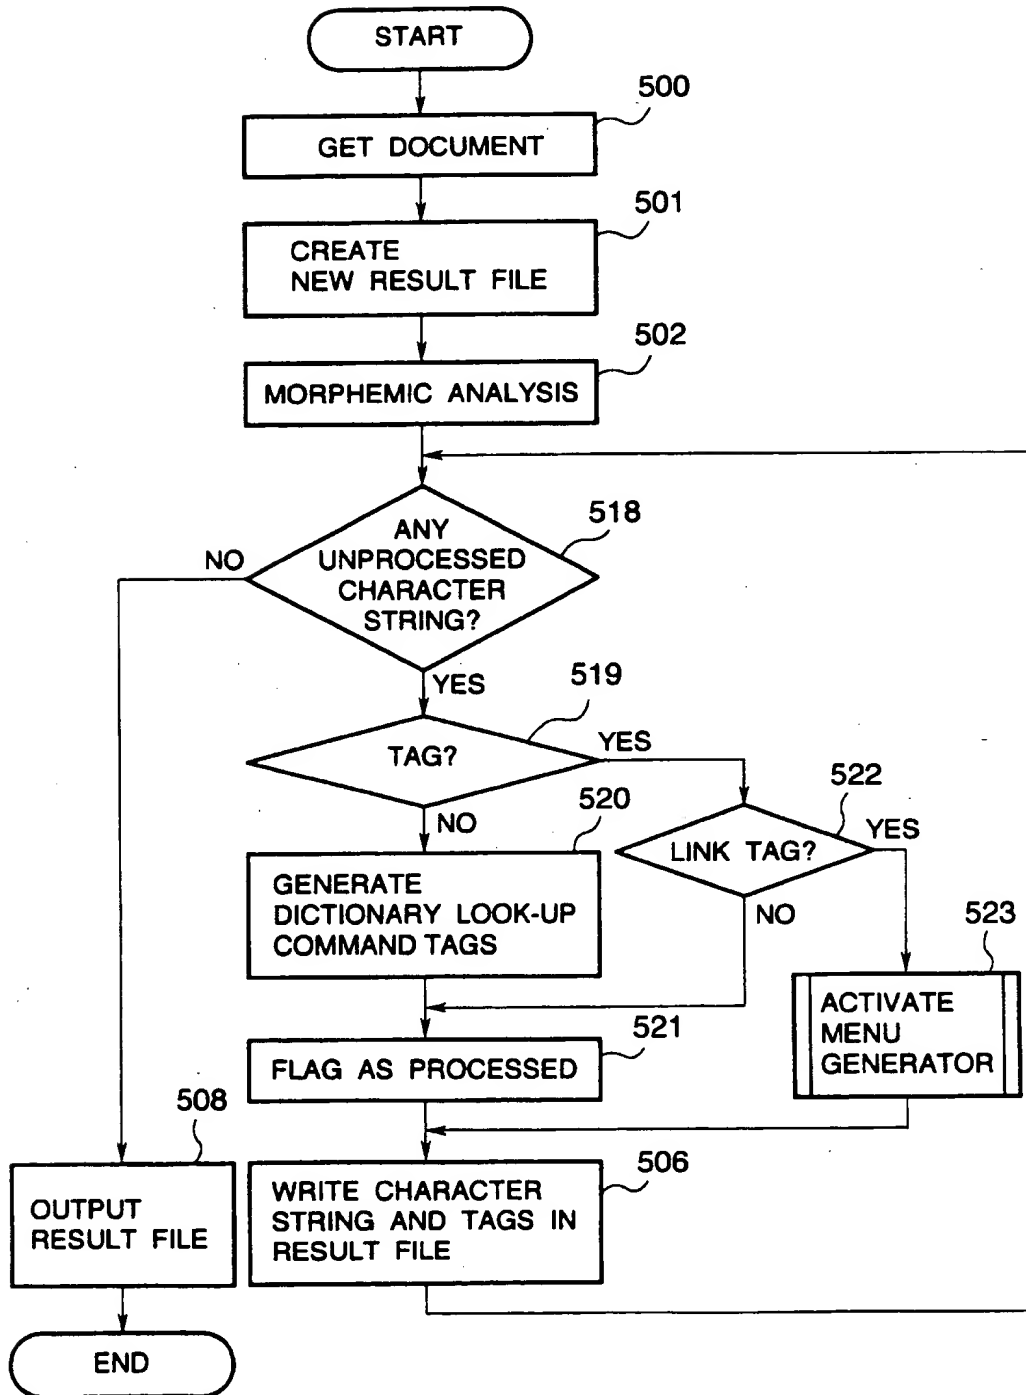 START
500
GET DOCUMENT
501
CREATE
NEW RESULT FILE
502
MORPHEMIC ANALYSIS
518
ANY
UNPROCESSED
CHARACTER
STRING?
NO
YES
519
TAG?
YES
NO
522
LINK TAG?
YES
NO
520
GENERATE
DICTIONARY LOOK-UP
COMMAND TAGS
523
ACTIVATE
MENU
GENERATOR
521
FLAG AS PROCESSED
506
WRITE CHARACTER
STRING AND TAGS IN
RESULT FILE
508
OUTPUT
RESULT FILE
END